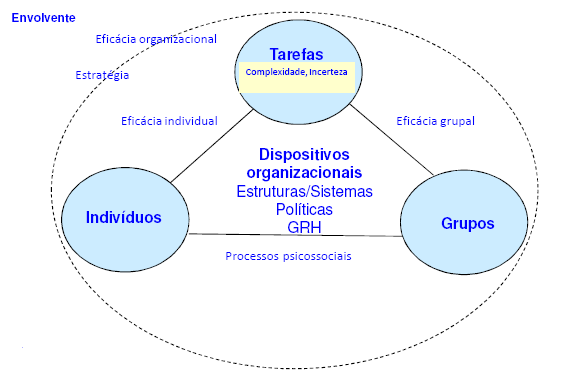 Envolvente
Eficácia organizacional
Tarefas
Complexidade, Incerteza
Estratégia
Eficácia individual
Eficácia grupal
Dispositivos
organizacionais
Estruturas/Sistemas
Políticas
GRH
Indivíduos
Grupos
Processos psicossociais